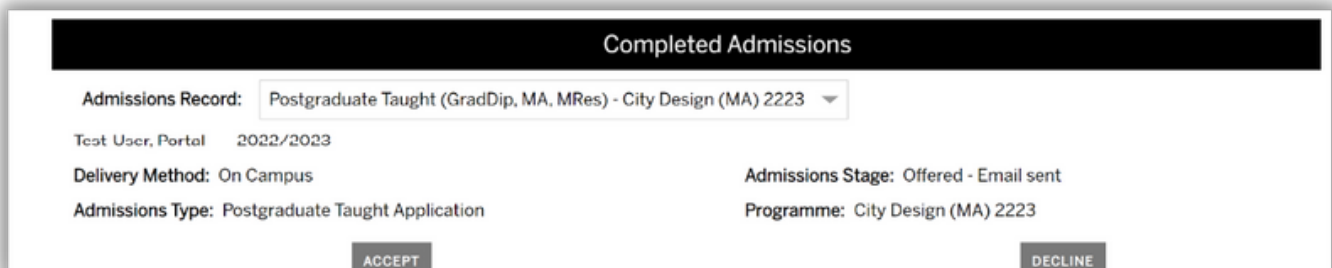 Completed Admissions
Admissions Record: Postgraduate Taught (GradDip, MA, MRes) - City Design (MA) 2223
Test User, Portal 2022/2023
Delivery Method: On Campus Admissions Stage: Offered - Email sent
Admissions Type: Postgraduate Taught Application Programme: City Design (MA) 2223
ACCEPT DECLINE